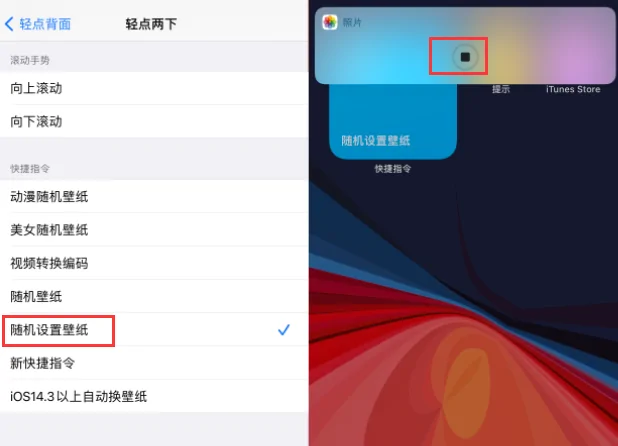 轻点背面
轻点两下
滚动手势
向上滚动
向下滚动
快捷指令
动漫随机壁纸
美女随机壁纸
视频转换编码
随机壁纸
随机设置壁纸
新快捷指令
iOS14.3以上自动换壁纸
照片
提示
iTunes Store
随机设置壁纸
快捷指令